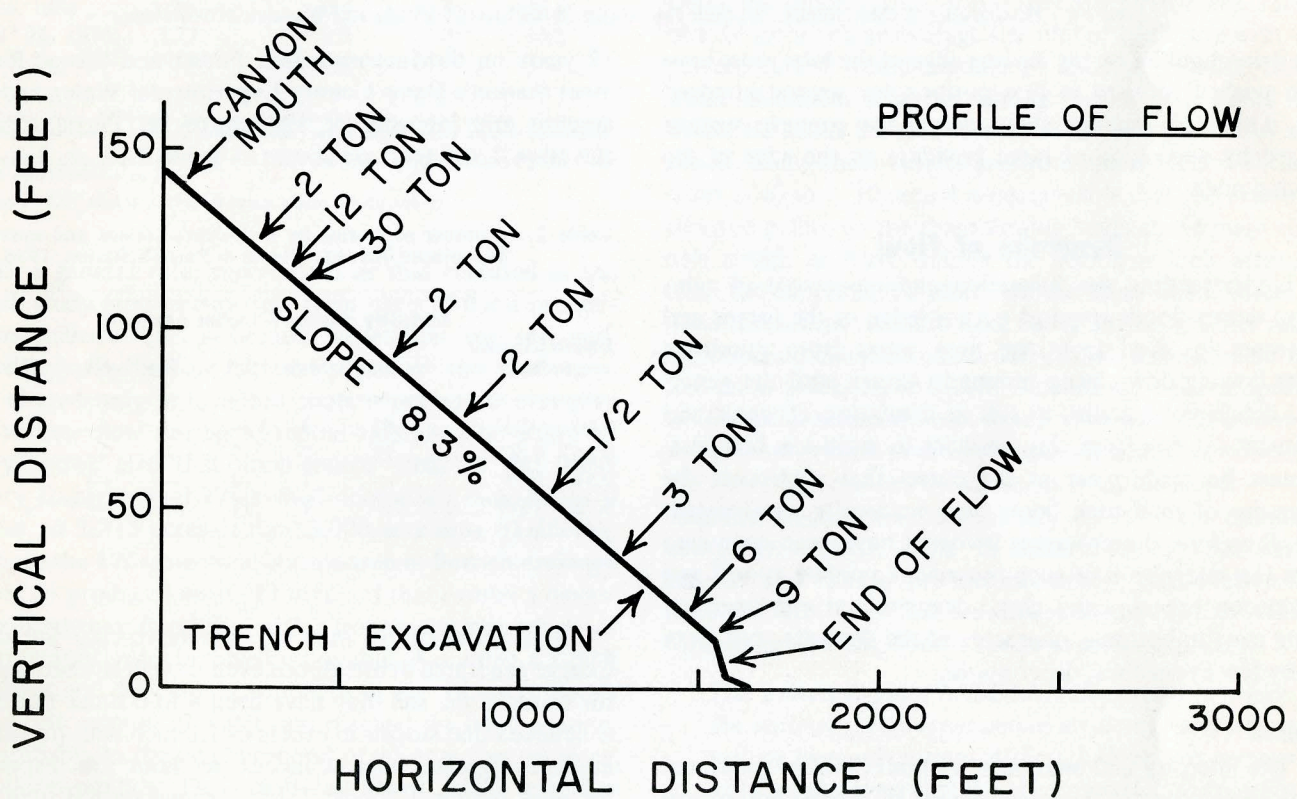 PROFILE OF FLOW
VERTICAL DISTANCE (FEET)
150
100
50
0
CANYON
MOUTH
2 TON
12 TON
30 TON
2 TON
2 TON
1/2 TON
3 TON
6 TON
9 TON
END OF FLOW
SLOPE 8.3%
TRENCH EXCAVATION
1000
2000
3000
HORIZONTAL DISTANCE (FEET)